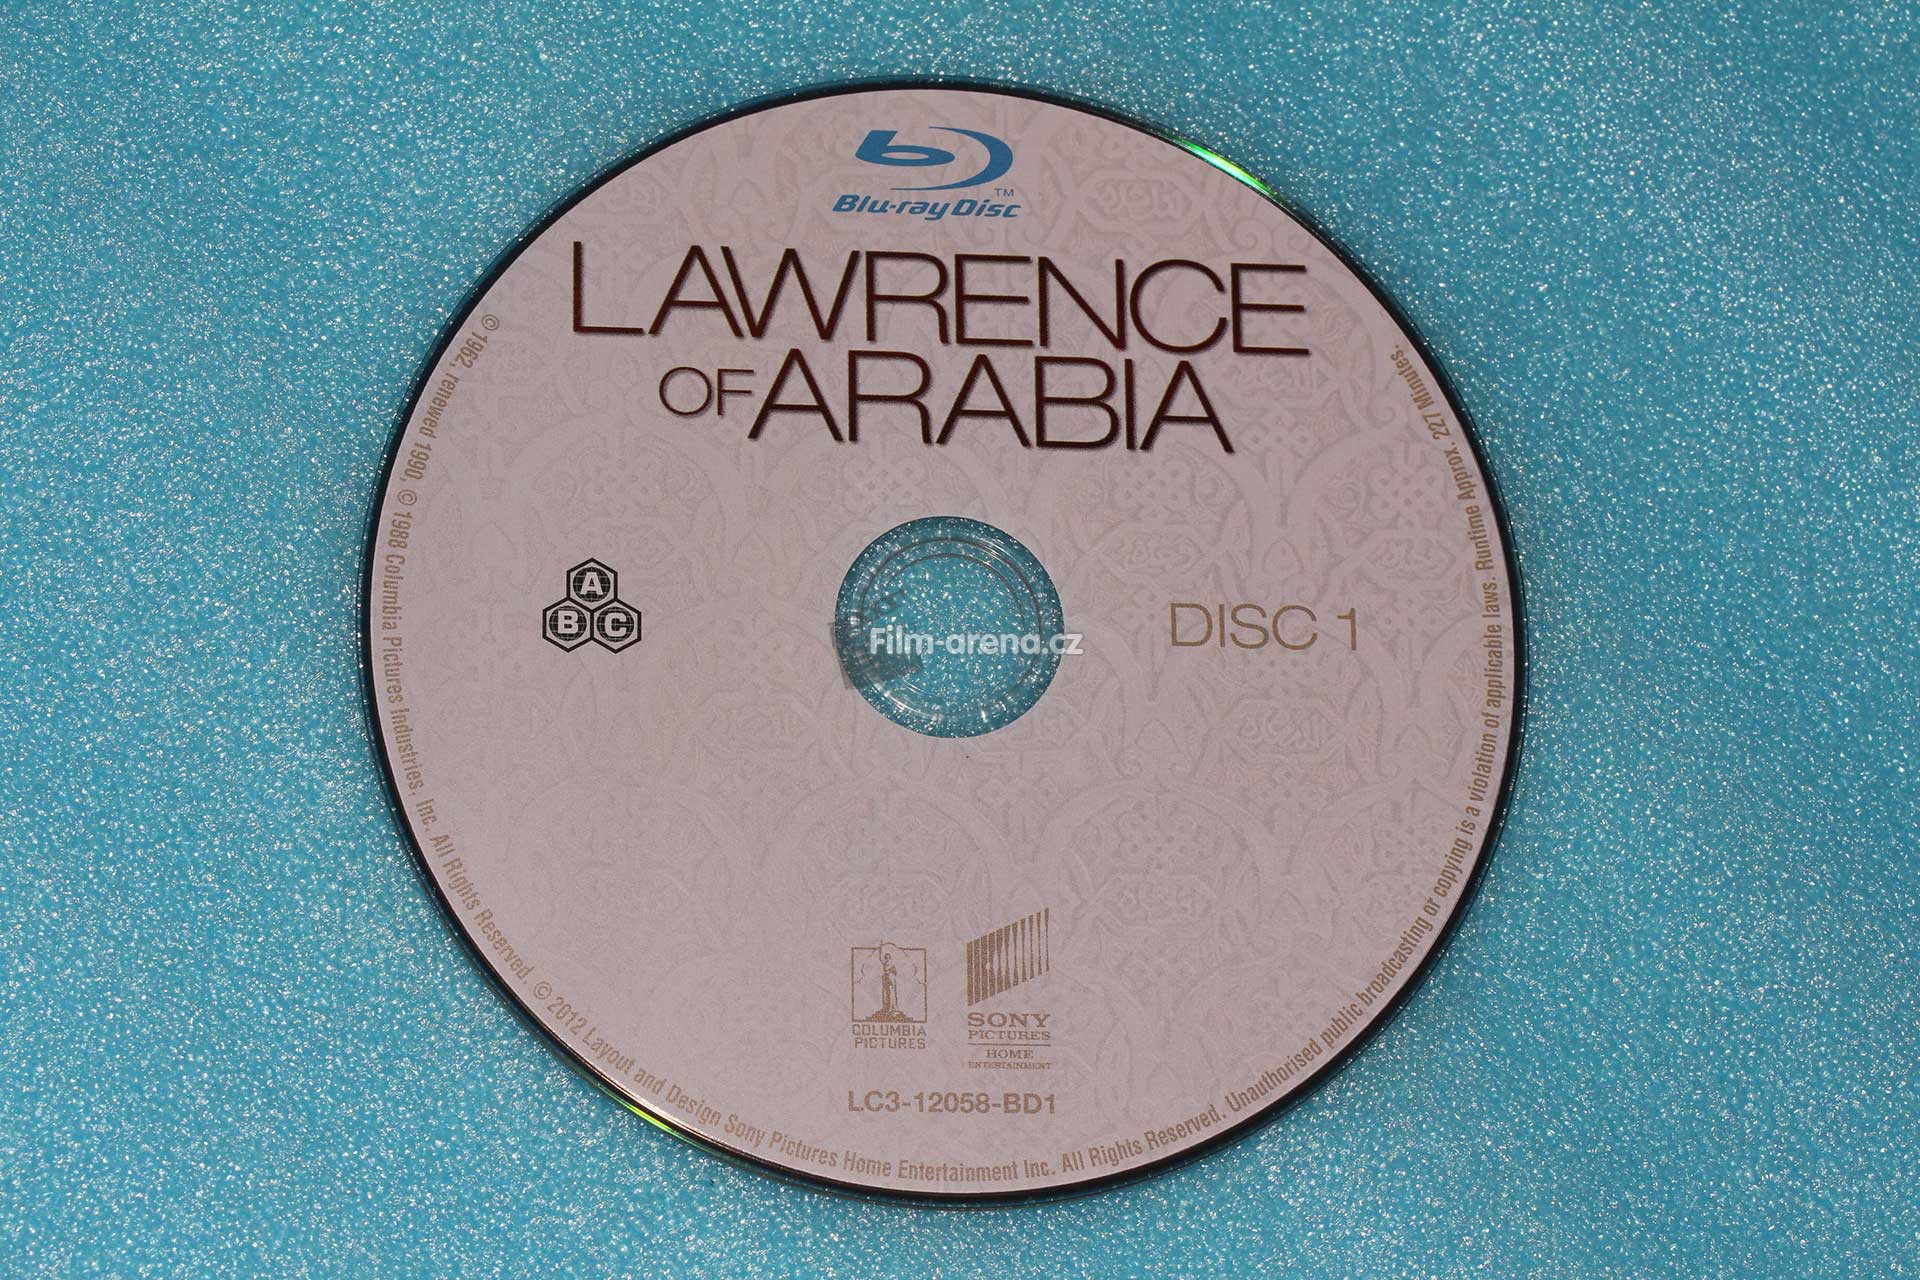 Blu-ray Disc
TM
LAWRENCE
OF ARABIA
A
B C
DISC 1
Film-arena.cz
COLUMBIA
PICTURES
SONY
PICTURES
HOME
ENTERTAINMENT
LC3-12058-BD1
© 1962, renewed 1990, © 1988 Columbia Pictures Industries, Inc. All Rights Reserved. © 2012 Layout and Design Sony Pictures Home Entertainment Inc. All Rights Reserved. Unauthorised public broadcasting or copying is a violation of applicable laws. Runtime Approx. 227 Minutes.